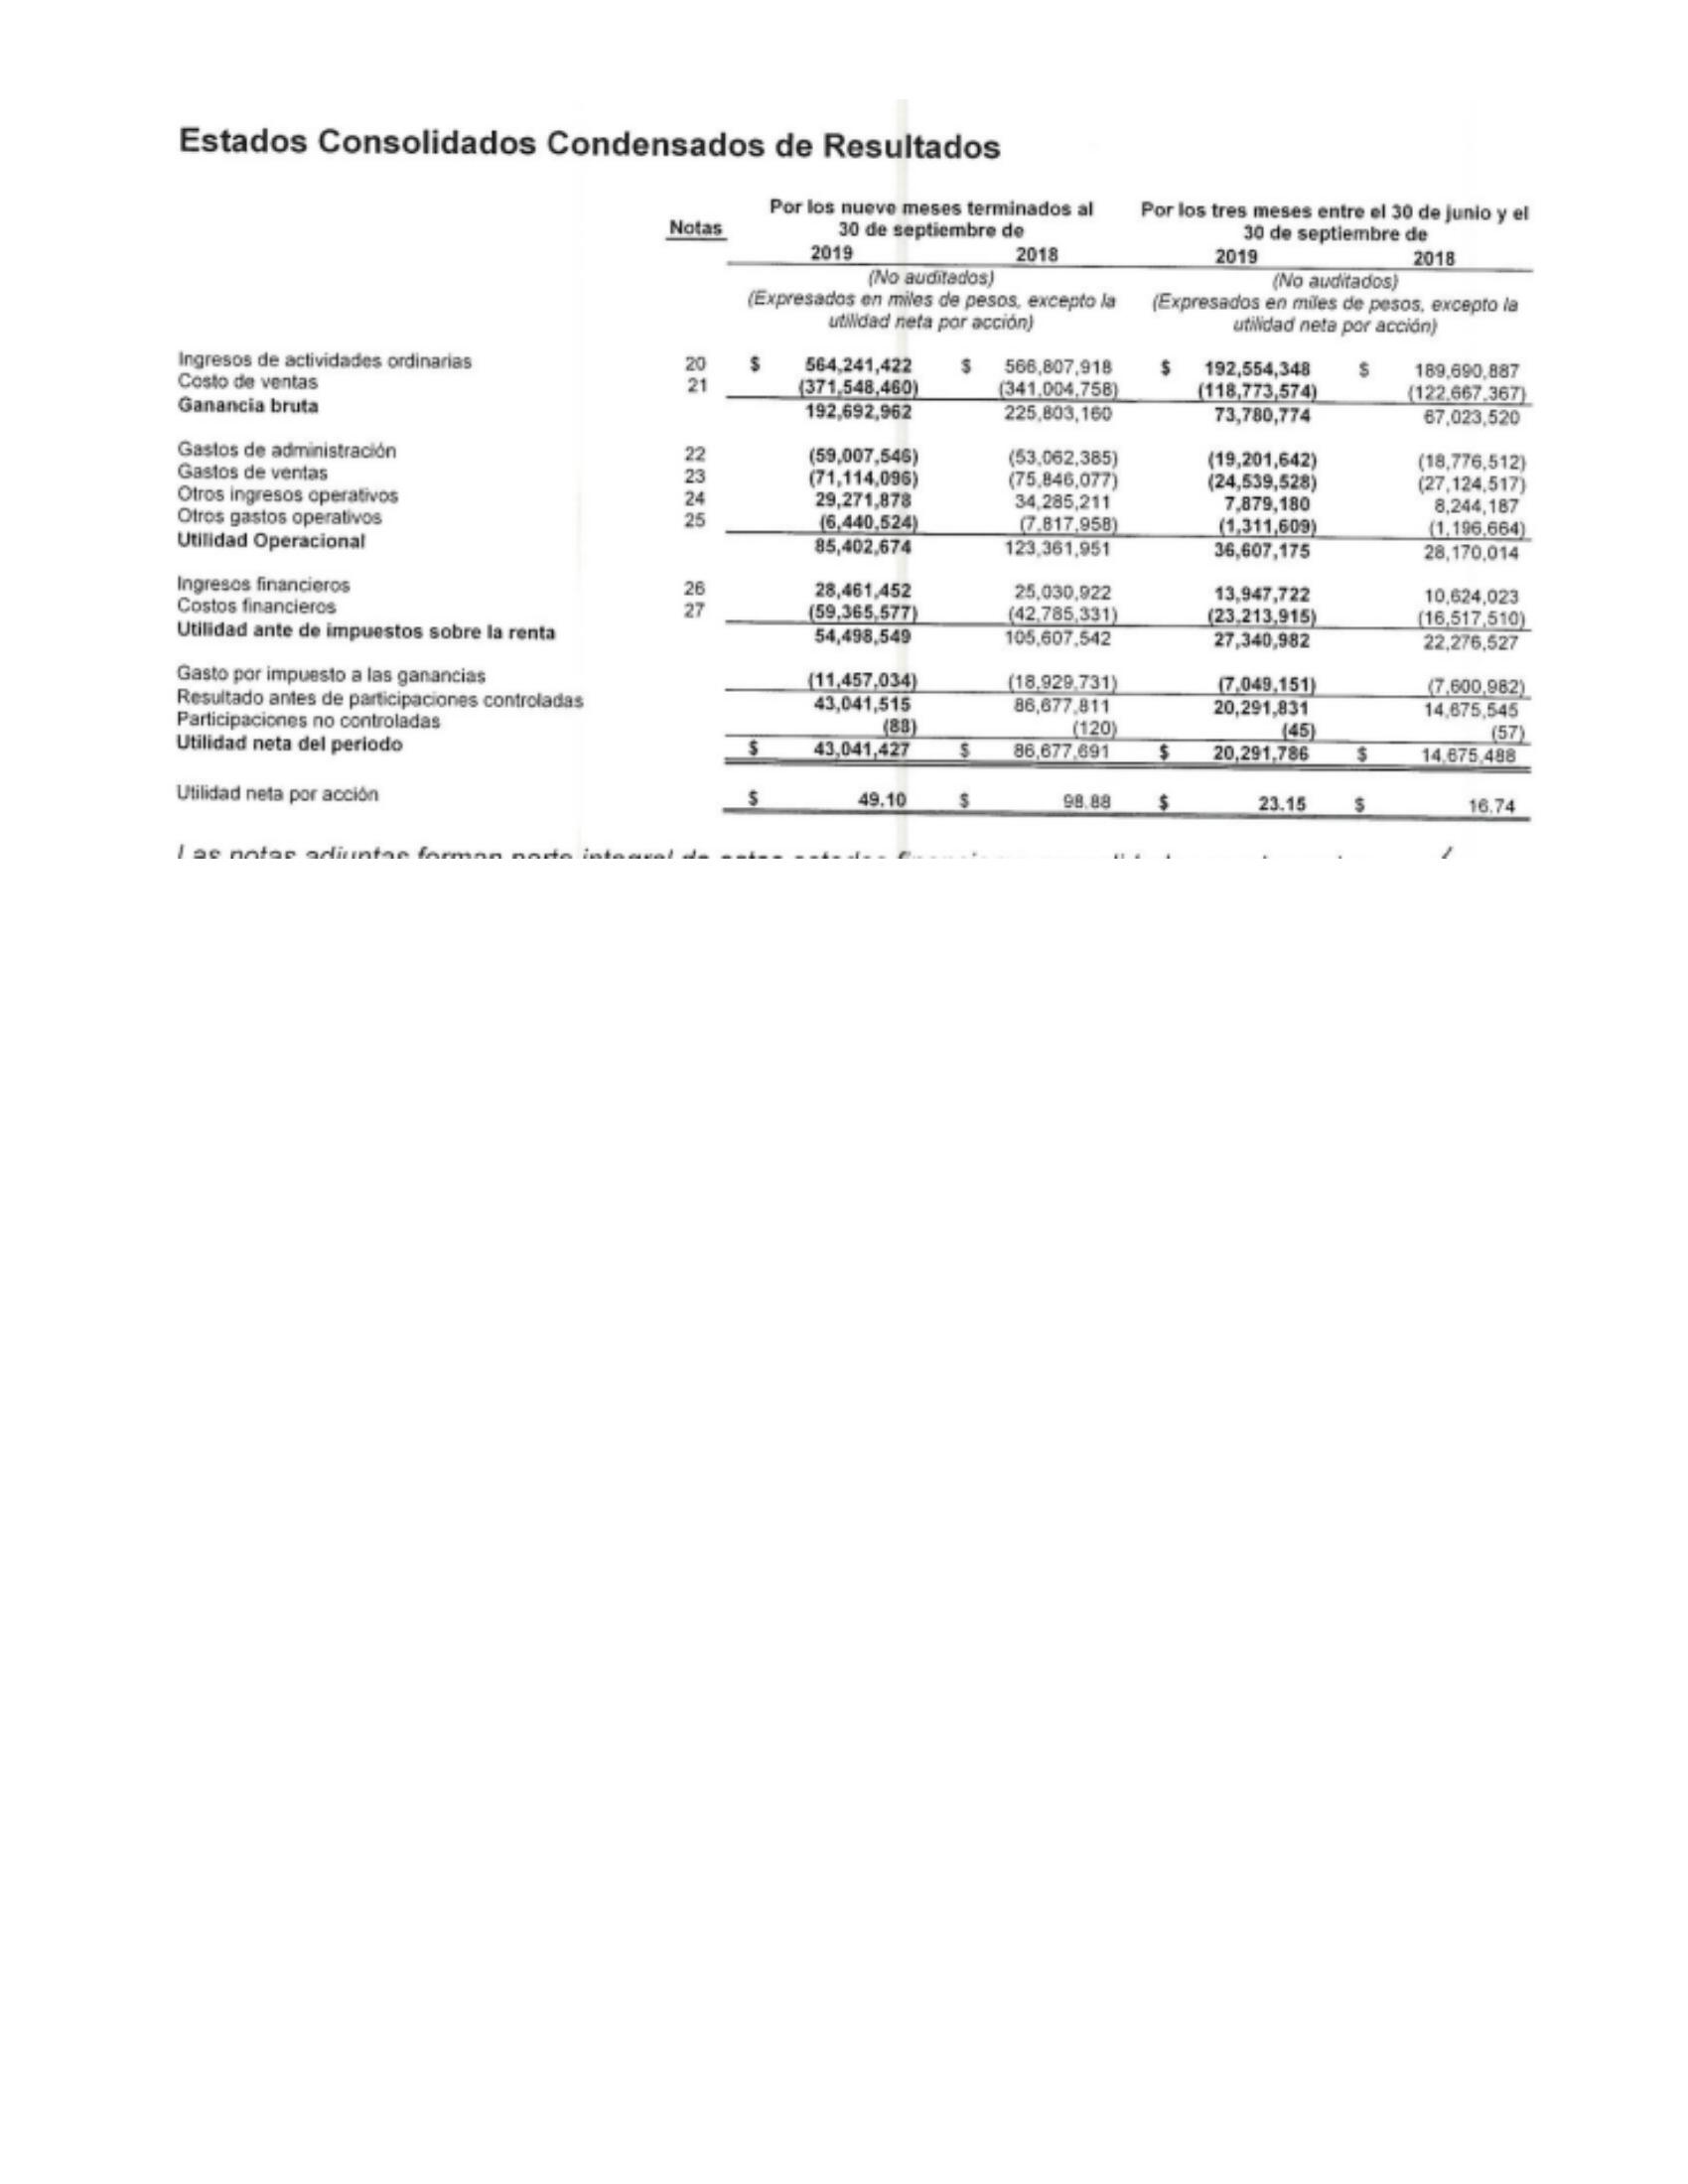 Estados Consolidados Condensados de Resultados
Notas Por los nueve meses terminados al 30 de septiembre de Por los tres meses entre el 30 de junio y el 30 de septiembre de
2019 2018 2019 2018
(No auditados) (No auditados)
(Expresados en miles de pesos, excepto la utilidad neta por acción) (Expresados en miles de pesos, excepto la utilidad neta por acción)
Ingresos de actividades ordinarias 20 $ 564,241,422 $ 566,807,918 $ 192,554,348 $ 189,690,887
Costo de ventas 21 (371,548,460) (341,004,758) (118,773,574) (122,667,367)
Ganancia bruta 192,692,962 225,803,160 73,780,774 67,023,520
Gastos de administración 22 (59,007,546) (53,062,385) (19,201,642) (18,776,512)
Gastos de ventas 23 (71,114,096) (75,846,077) (24,539,528) (27,124,517)
Otros ingresos operativos 24 29,271,878 34,285,211 7,879,180 8,244,187
Otros gastos operativos 25 (6,440,524) (7,817,958) (1,311,609) (1,196,664)
Utilidad Operacional 85,402,674 123,361,951 36,607,175 28,170,014
Ingresos financieros 26 28,461,452 25,030,922 13,947,722 10,624,023
Costos financieros 27 (59,365,577) (42,785,331) (23,213,915) (16,517,510)
Utilidad ante de impuestos sobre la renta 54,498,549 105,607,542 27,340,982 22,276,527
Gasto por impuesto a las ganancias (11,457,034) (18,929,731) (7,049,151) (7,600,982)
Resultado antes de participaciones controladas 43,041,515 86,677,811 20,291,831 14,675,545
Participaciones no controladas (88) (120) (45) (57)
Utilidad neta del periodo $ 43,041,427 $ 86,677,691 $ 20,291,786 $ 14,675,488
Utilidad neta por acción $ 49.10 $ 98.88 $ 23.15 $ 16.74
Las notas adjuntas forman parte integral de estos estados